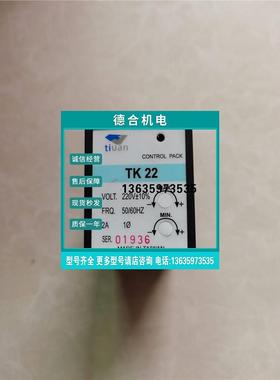 德合机电
诚信经营
售后保障
现货秒发
质保一年
tiuan
CONTROL PACK
TK 22
13635973535
VOLT. 220V±10%
FRQ. 50/60HZ
2A 1Ø
MIN.
- +
- +
SER. 01936
MADE IN TAIWAN
型号齐全 更多型号请店咨询 电话:13635973535